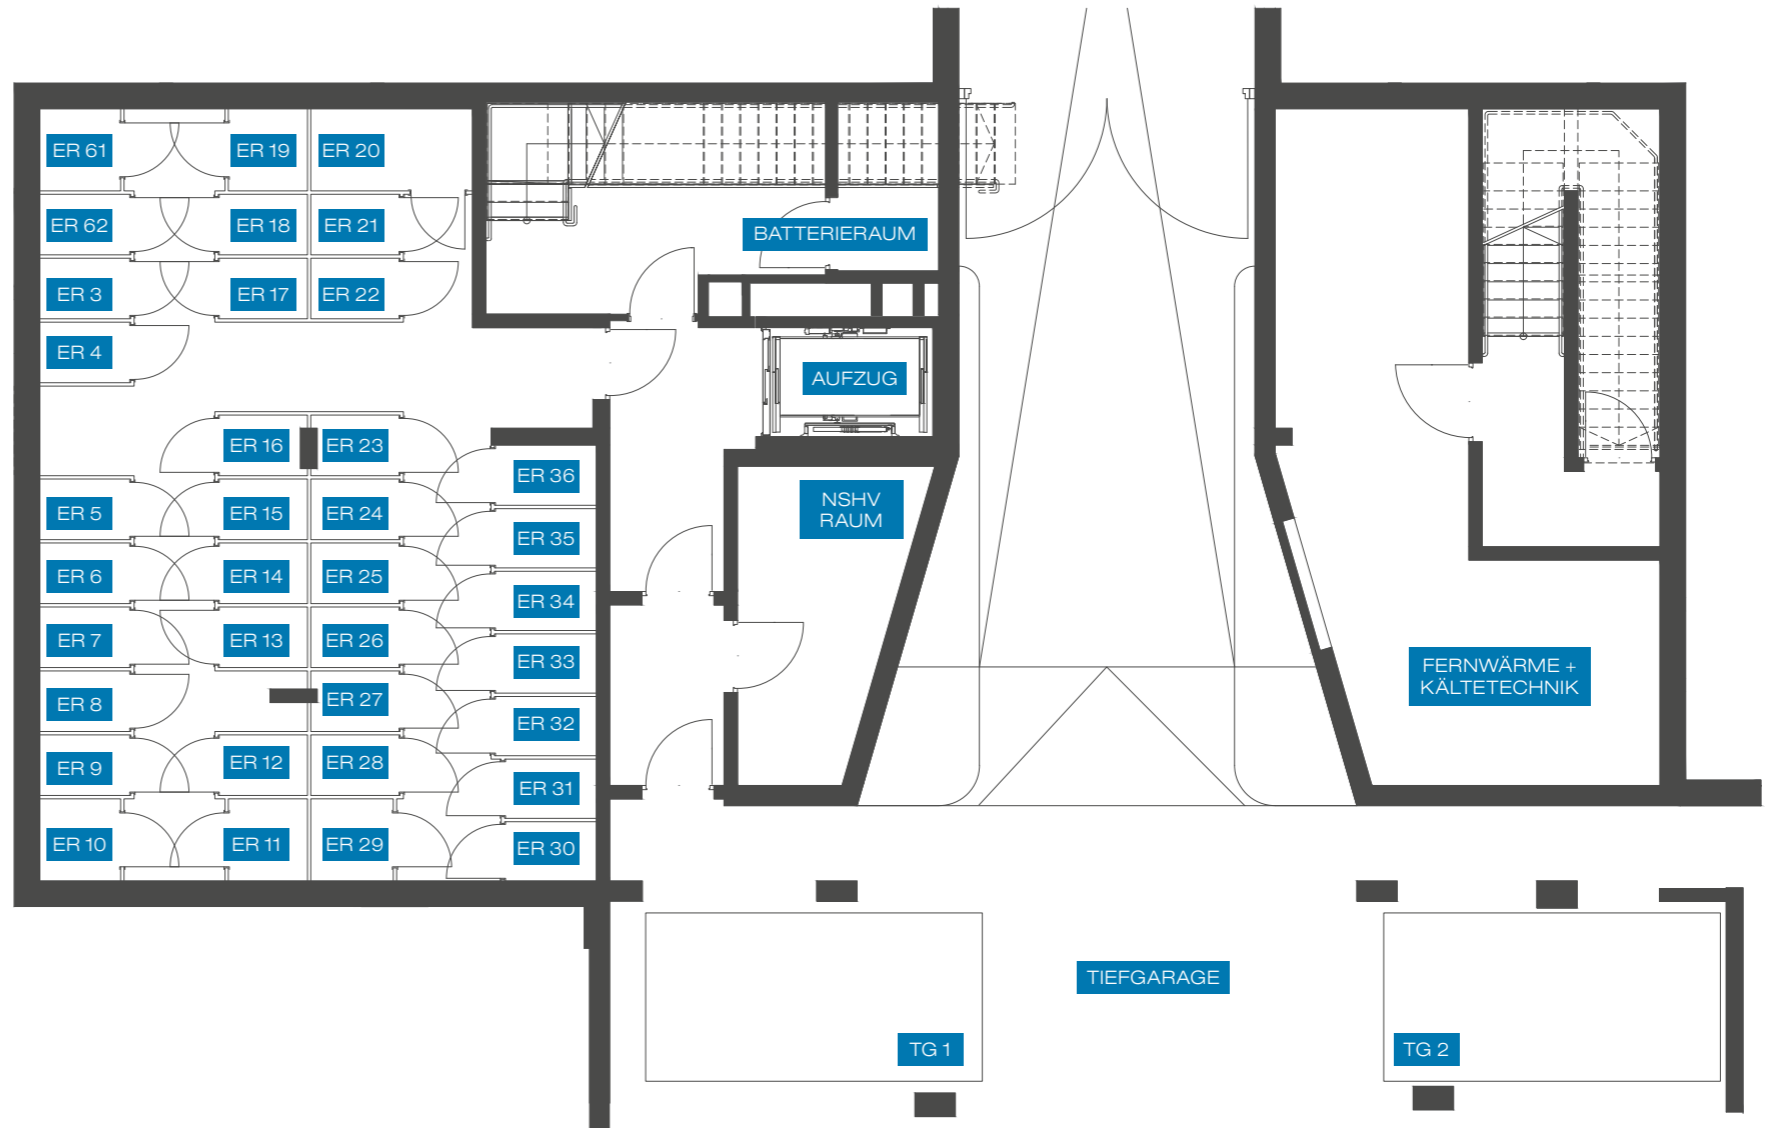 ER 61
ER 19
ER 20
ER 62
ER 18
ER 21
BATTERIERAUM
ER 3
ER 17
ER 22
ER 4
AUFZUG
ER 16
ER 23
ER 36
NSHV
RAUM
ER 5
ER 15
ER 24
ER 35
ER 6
ER 14
ER 25
ER 34
ER 7
ER 13
ER 26
ER 33
FERNWÄRME +
KÄLTETECHNIK
ER 8
ER 27
ER 32
ER 9
ER 12
ER 28
ER 31
ER 10
ER 11
ER 29
ER 30
TIEFGARAGE
TG 1
TG 2